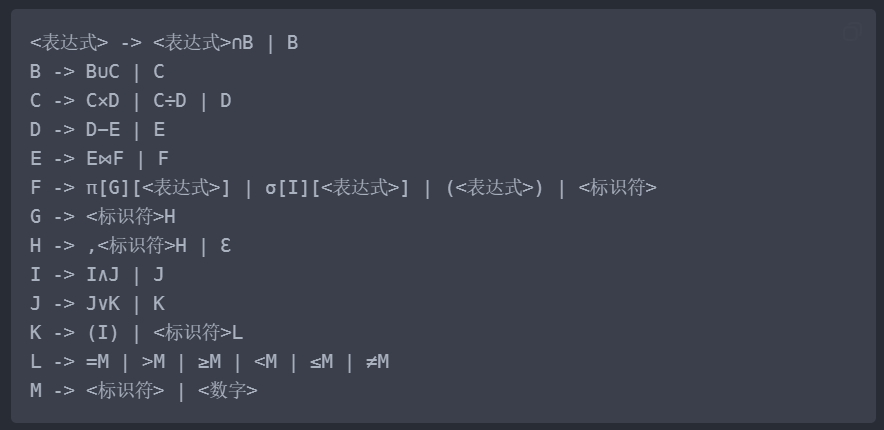 <表达式> -> <表达式>∩B | B
B -> B∪C | C
C -> C×D | C÷D | D
D -> D−E | E
E -> E⋈F | F
F -> π[G][<表达式>] | σ[I][<表达式>] | (<表达式>) | <标识符>
G -> <标识符>H
H -> ,<标识符>H | Ɛ
I -> I∧J | J
J -> J∨K | K
K -> (I) | <标识符>L
L -> =M | >M | ≥M | <M | ≤M | ≠M
M -> <标识符> | <数字>